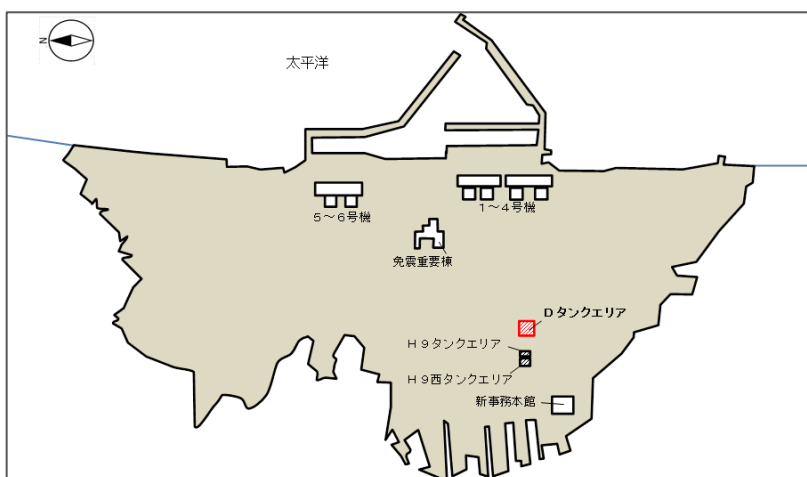 N
太平洋
5～6号機
1～4号機
免震重要棟
Dタンクエリア
H9タンクエリア
H9西タンクエリア
新事務本館